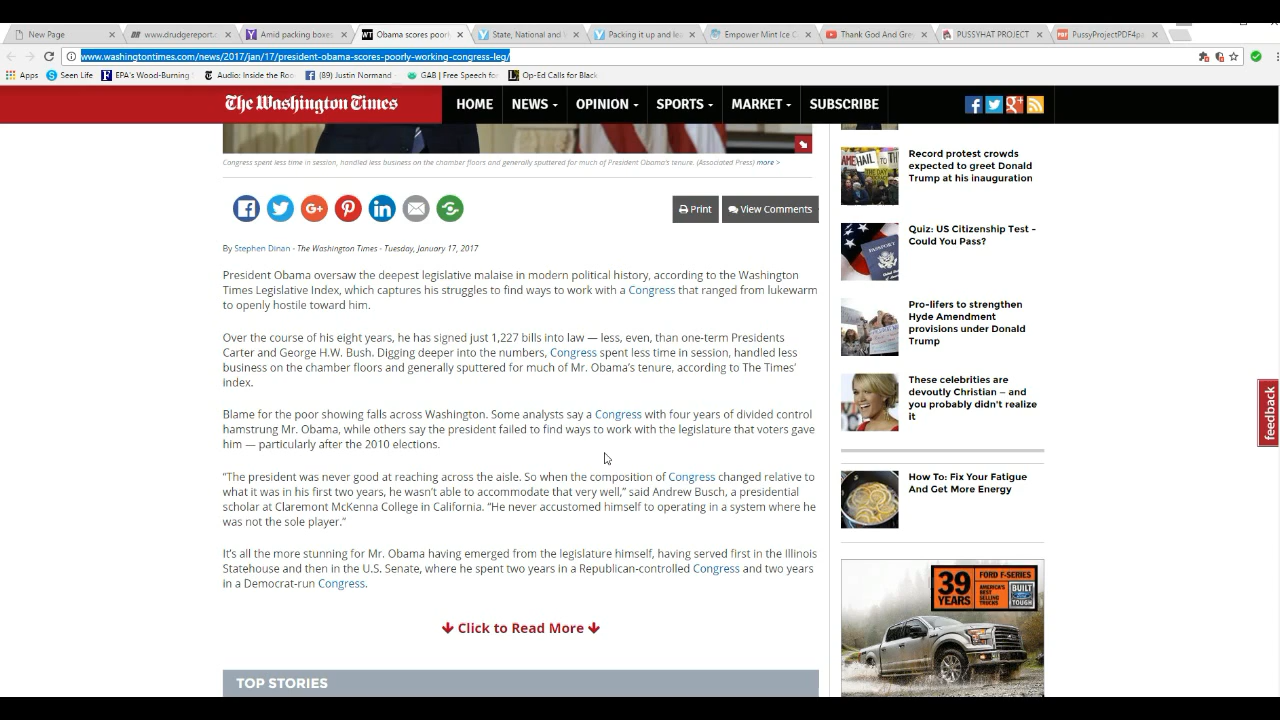 New Page
www.drudgereport.c
Amid packing boxes
Obama scores poorly
State, National and
Packing it up and le
Empower Mint Ice C
Thank God And Gre
PUSSYHAT PROJECT
PussyProjectPDF4pa
www.washingtontimes.com/news/2017/jan/17/president-obama-scores-poorly-working-congress-leg/
Apps
Seen Life
EPA's Wood-Burning
Audio: Inside the Ro
(89) Justin Normand
GAB | Free Speech fo
Op-Ed Calls for Black
The Washington Times
HOME
NEWS
OPINION
SPORTS
MARKET
SUBSCRIBE
Congress spent less time in session, handled less business on the chamber floors and generally sputtered for much of President Obama's tenure. (Associated Press) more >
Print
View Comments
By Stephen Dinan - The Washington Times - Tuesday, January 17, 2017
President Obama oversaw the deepest legislative malaise in modern political history, according to the Washington
Times Legislative Index, which captures his struggles to find ways to work with a Congress that ranged from lukewarm
to openly hostile toward him.
Over the course of his eight years, he has signed just 1,227 bills into law — less, even, than one-term Presidents
Carter and George H.W. Bush. Digging deeper into the numbers, Congress spent less time in session, handled less
business on the chamber floors and generally sputtered for much of Mr. Obama's tenure, according to The Times'
index.
Blame for the poor showing falls across Washington. Some analysts say a Congress with four years of divided control
hamstrung Mr. Obama, while others say the president failed to find ways to work with the legislature that voters gave
him — particularly after the 2010 elections.
"The president was never good at reaching across the aisle. So when the composition of Congress changed relative to
what it was in his first two years, he wasn't able to accommodate that very well," said Andrew Busch, a presidential
scholar at Claremont McKenna College in California. "He never accustomed himself to operating in a system where he
was not the sole player."
It's all the more stunning for Mr. Obama having emerged from the legislature himself, having served first in the Illinois
Statehouse and then in the U.S. Senate, where he spent two years in a Republican-controlled Congress and two years
in a Democrat-run Congress.
Click to Read More
TOP STORIES
Record protest crowds
expected to greet Donald
Trump at his inauguration
PASSPORT
Quiz: US Citizenship Test –
Could You Pass?
Pro-lifers to strengthen
Hyde Amendment
provisions under Donald
Trump
These celebrities are
devoutly Christian — and
you probably didn't realize
it
How To: Fix Your Fatigue
And Get More Energy
39
YEARS
FORD F-SERIES
AMERICA'S
BEST
SELLING
TRUCKS
BUILT
Ford
TOUGH
feedback